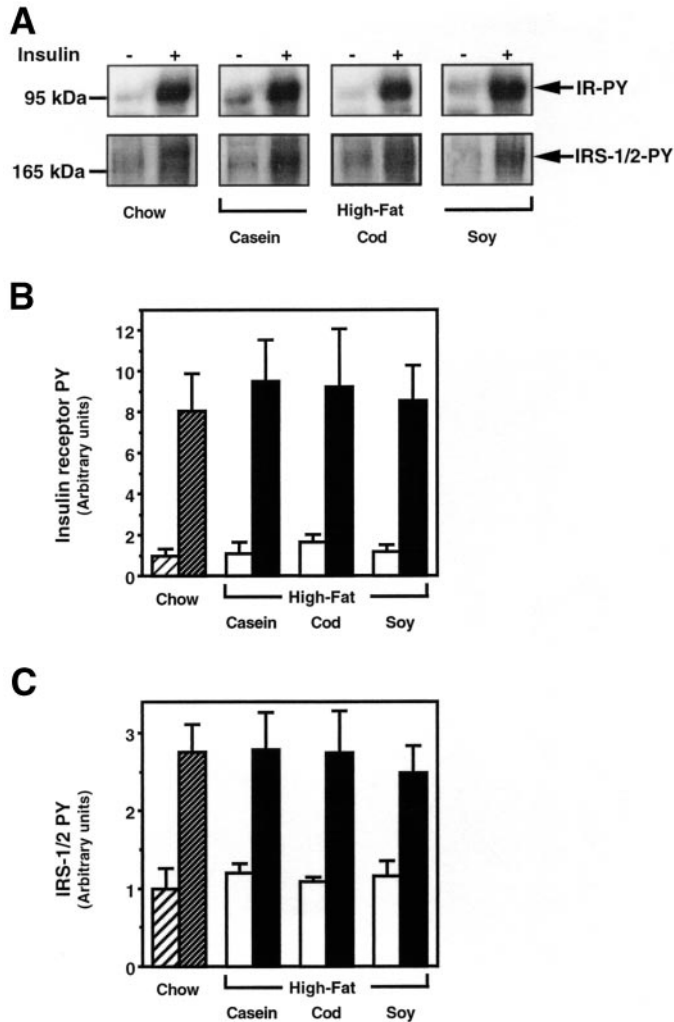 A
Insulin - + - + - + - +
95 kDa IR-PY
165 kDa IRS-1/2-PY
Chow High-Fat
Casein Cod Soy
B
Insulin receptor PY
(Arbitrary units)
12
10
8
6
4
2
0
Chow High-Fat
Casein Cod Soy
C
IRS-1/2 PY
(Arbitrary units)
3
2
1
0
Chow High-Fat
Casein Cod Soy